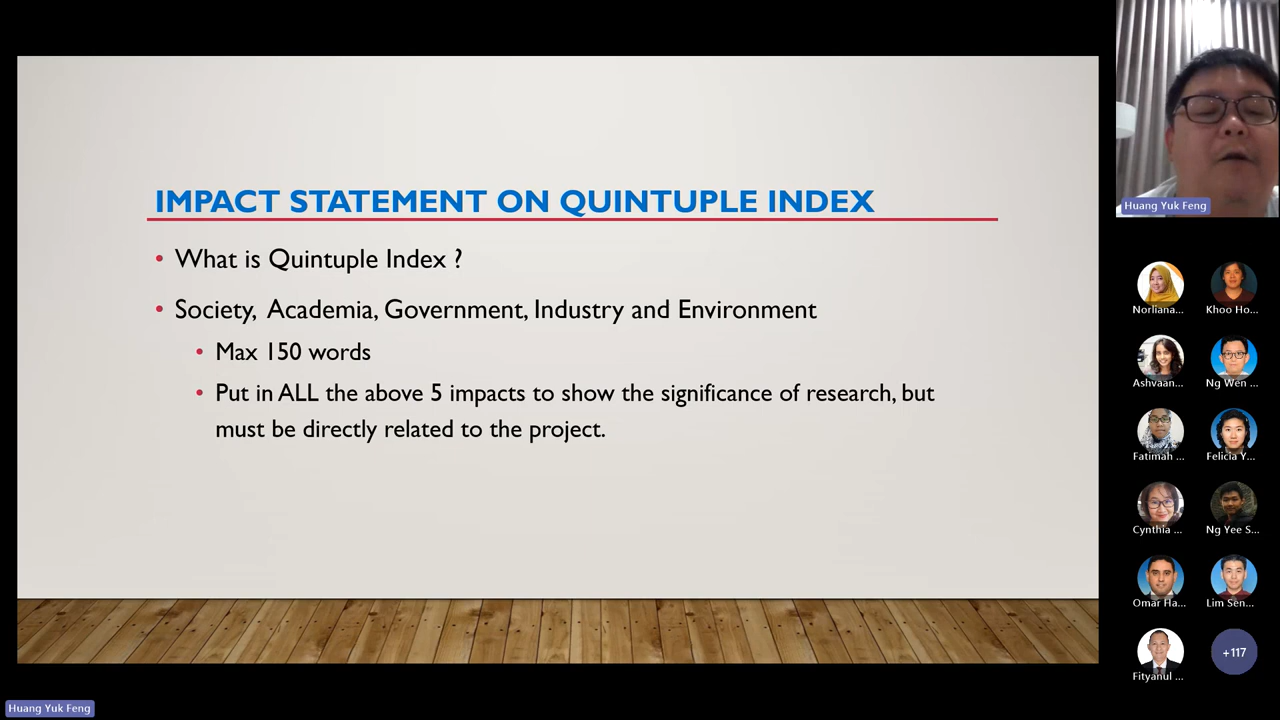 IMPACT STATEMENT ON QUINTUPLE INDEX
• What is Quintuple Index ?
• Society, Academia, Government, Industry and Environment
• Max 150 words
• Put in ALL the above 5 impacts to show the significance of research, but
must be directly related to the project.
Huang Yuk Feng
Norliana...
Khoo Ho...
Ashvaan...
Ng Wen ...
Fatimah ...
Felicia Y...
Cynthia ...
Ng Yee S...
Omar Ha...
Lim Sen...
Fityanul ...
+117
Huang Yuk Feng